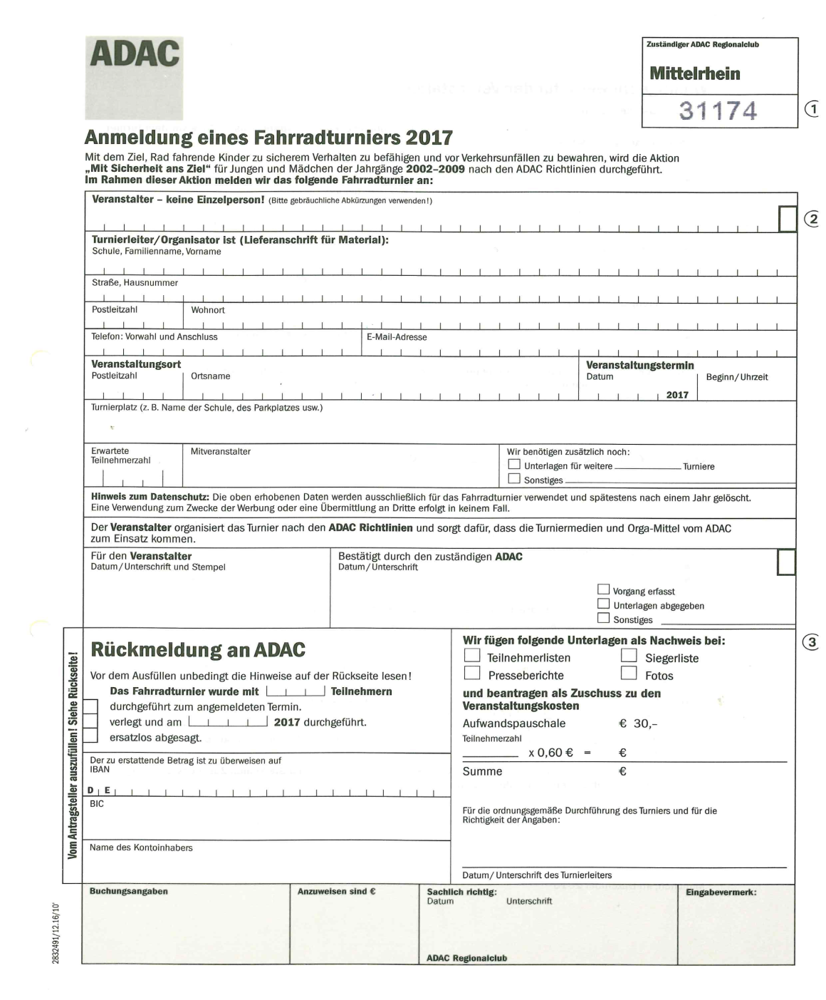 ADAC
Zuständiger ADAC Regionalclub
Mittelrhein
31174
1
Anmeldung eines Fahrradturniers 2017
Mit dem Ziel, Rad fahrende Kinder zu sicherem Verhalten zu befähigen und vor Verkehrsunfällen zu bewahren, wird die Aktion
„Mit Sicherheit ans Ziel“ für Jungen und Mädchen der Jahrgänge 2002–2009 nach den ADAC Richtlinien durchgeführt.
Im Rahmen dieser Aktion melden wir das folgende Fahrradturnier an:
Veranstalter – keine Einzelperson! (Bitte gebräuchliche Abkürzungen verwenden!)
2
Turnierleiter/Organisator ist (Lieferanschrift für Material):
Schule, Familienname, Vorname
Straße, Hausnummer
Postleitzahl Wohnort
Telefon: Vorwahl und Anschluss E-Mail-Adresse
Veranstaltungsort Veranstaltungstermin
Postleitzahl Ortsname Datum Beginn/Uhrzeit
2017
Turnierplatz (z. B. Name der Schule, des Parkplatzes usw.)
Erwartete Mitveranstalter Wir benötigen zusätzlich noch:
Teilnehmerzahl
Unterlagen für weitere Turniere
Sonstiges
Hinweis zum Datenschutz: Die oben erhobenen Daten werden ausschließlich für das Fahrradturnier verwendet und spätestens nach einem Jahr gelöscht.
Eine Verwendung zum Zwecke der Werbung oder eine Übermittlung an Dritte erfolgt in keinem Fall.
Der Veranstalter organisiert das Turnier nach den ADAC Richtlinien und sorgt dafür, dass die Turniermedien und Orga-Mittel vom ADAC
zum Einsatz kommen.
Für den Veranstalter Bestätigt durch den zuständigen ADAC
Datum/Unterschrift und Stempel Datum/Unterschrift
Vorgang erfasst
Unterlagen abgegeben
Sonstiges
Vom Antragsteller auszufüllen! Siehe Rückseite!
Rückmeldung an ADAC
Vor dem Ausfüllen unbedingt die Hinweise auf der Rückseite lesen!
Das Fahrradturnier wurde mit Teilnehmern
durchgeführt zum angemeldeten Termin.
verlegt und am 2017 durchgeführt.
ersatzlos abgesagt.
Der zu erstattende Betrag ist zu überweisen auf
IBAN
D E
BIC
Name des Kontoinhabers
3
Wir fügen folgende Unterlagen als Nachweis bei:
Teilnehmerlisten Siegerliste
Presseberichte Fotos
und beantragen als Zuschuss zu den
Veranstaltungskosten
Aufwandspauschale € 30,–
Teilnehmerzahl
x 0,60 € = €
Summe €
Für die ordnungsgemäße Durchführung des Turniers und für die
Richtigkeit der Angaben:
Datum/Unterschrift des Turnierleiters
Buchungsangaben Anzuweisen sind € Sachlich richtig: Eingabevermerk:
Datum Unterschrift
ADAC Regionalclub
2832491/12.16/10'